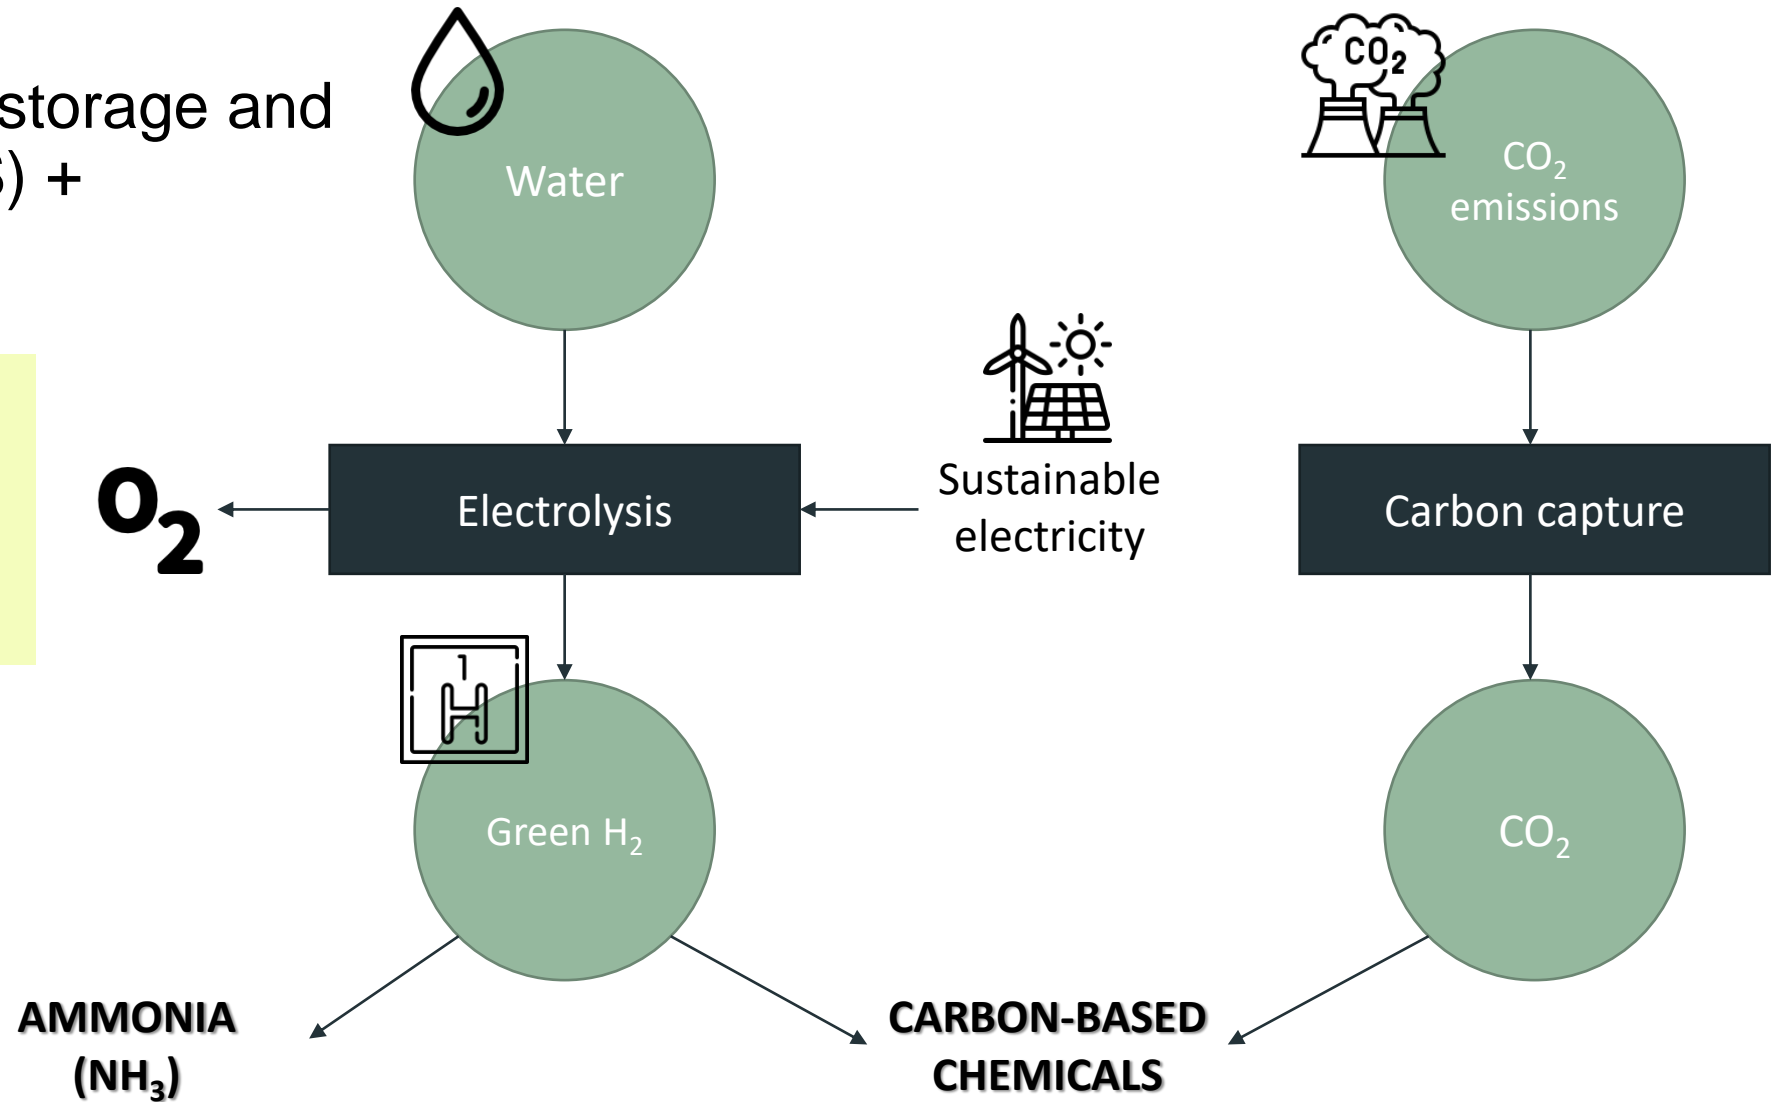 storage and
S) +
Water
CO₂
CO₂
emissions
Sustainable
electricity
O₂
Electrolysis
Carbon capture
1
H
Green H₂
CO₂
AMMONIA
(NH₃)
CARBON-BASED
CHEMICALS